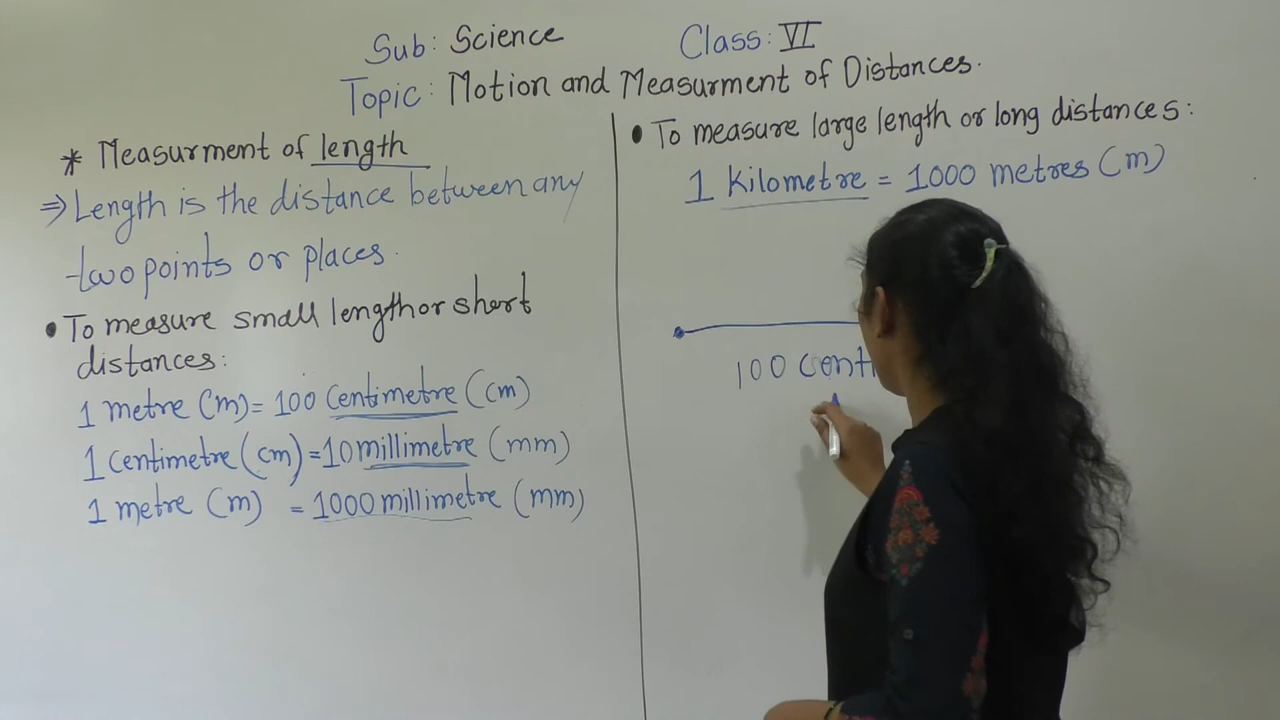 Sub: Science Class: VI
Topic: Motion and Measurment of Distances.
* Measurment of length
⇒ Length is the distance between any
two points or places.
• To measure small length or short
distances:
1 metre (m) = 100 Centimetre (cm)
1 Centimetre (cm) = 10 millimetre (mm)
1 metre (m) = 1000 millimetre (mm)
• To measure large length or long distances:
1 Kilometre = 1000 metres (m)
100